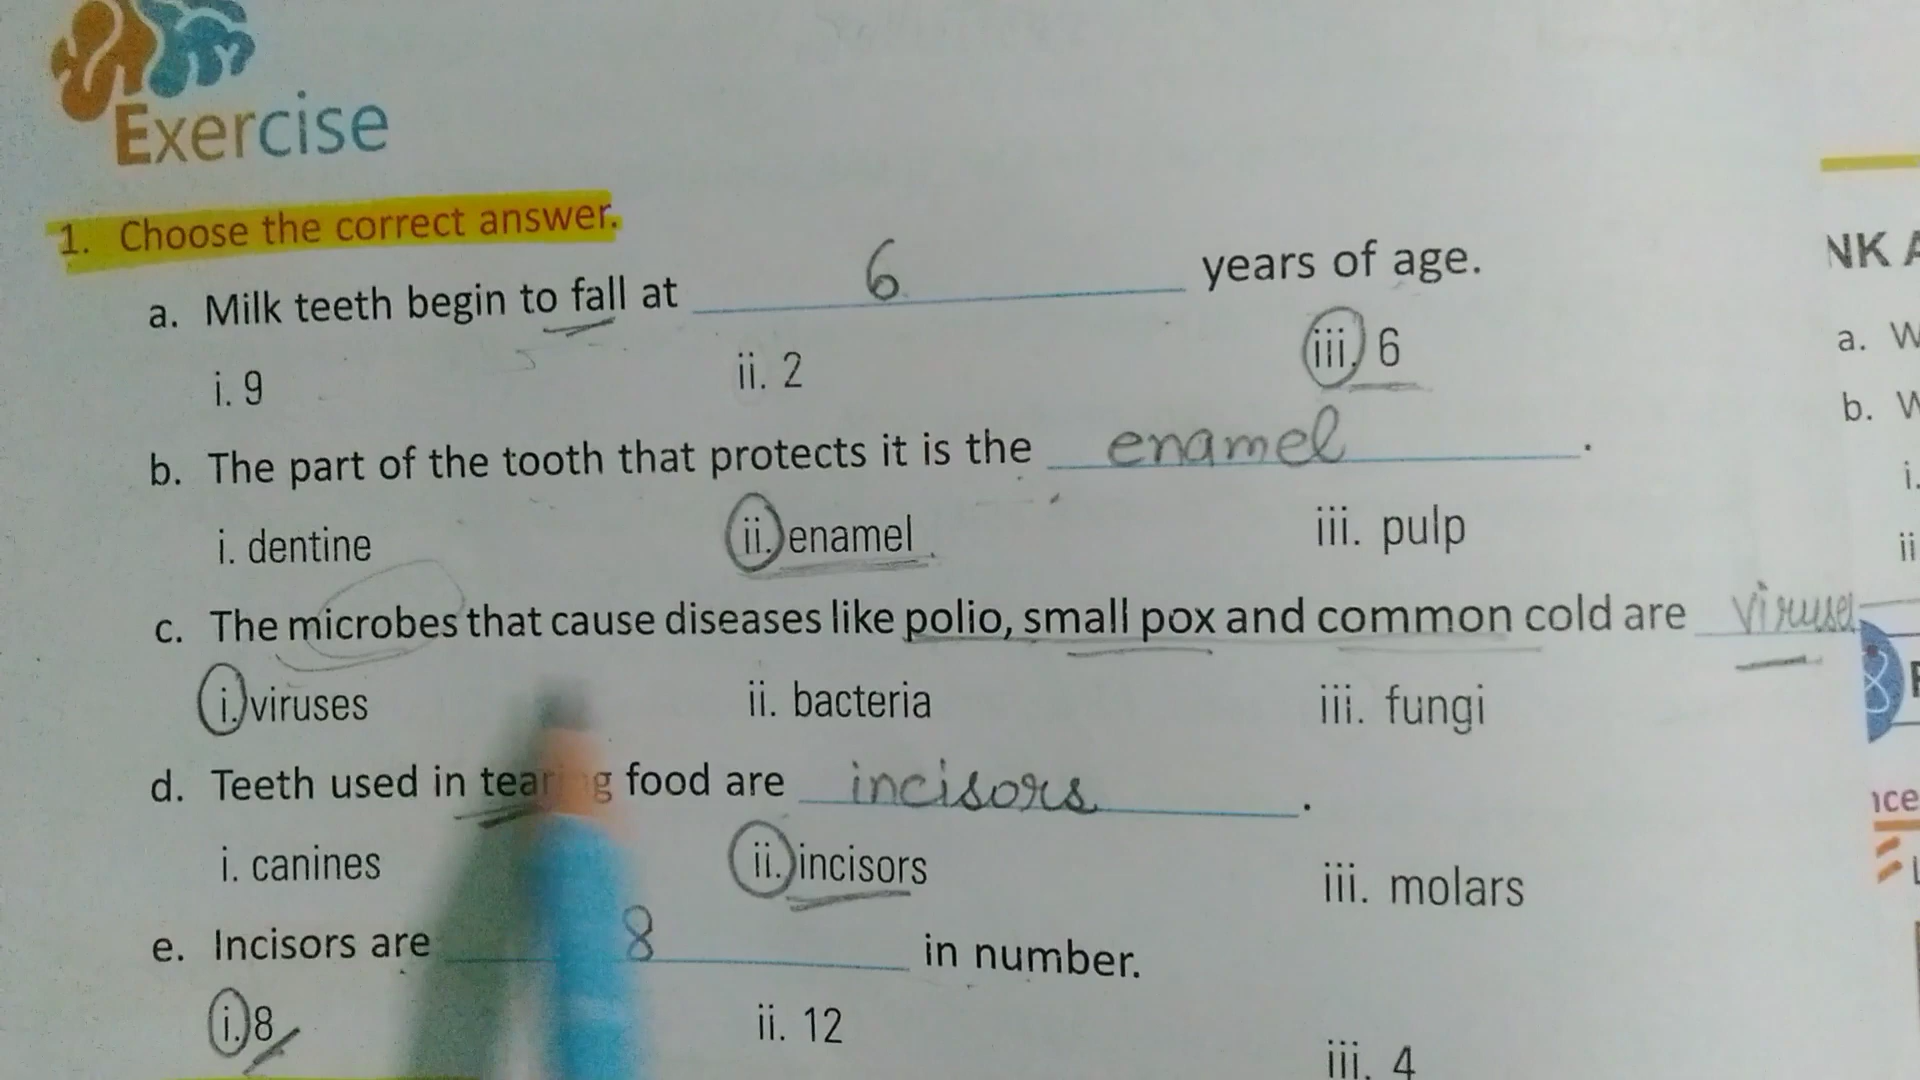 Exercise
1. Choose the correct answer.
a. Milk teeth begin to fall at 6 years of age.
i. 9 ii. 2 iii. 6
b. The part of the tooth that protects it is the enamel.
i. dentine ii. enamel iii. pulp
c. The microbes that cause diseases like polio, small pox and common cold are
i. viruses ii. bacteria iii. fungi
d. Teeth used in food are incisors.
i. canines ii. incisors iii. molars
e. Incisors are 8 in number.
i. 8 ii. 12 iii. 4
NK
a.
b.
i.
ii